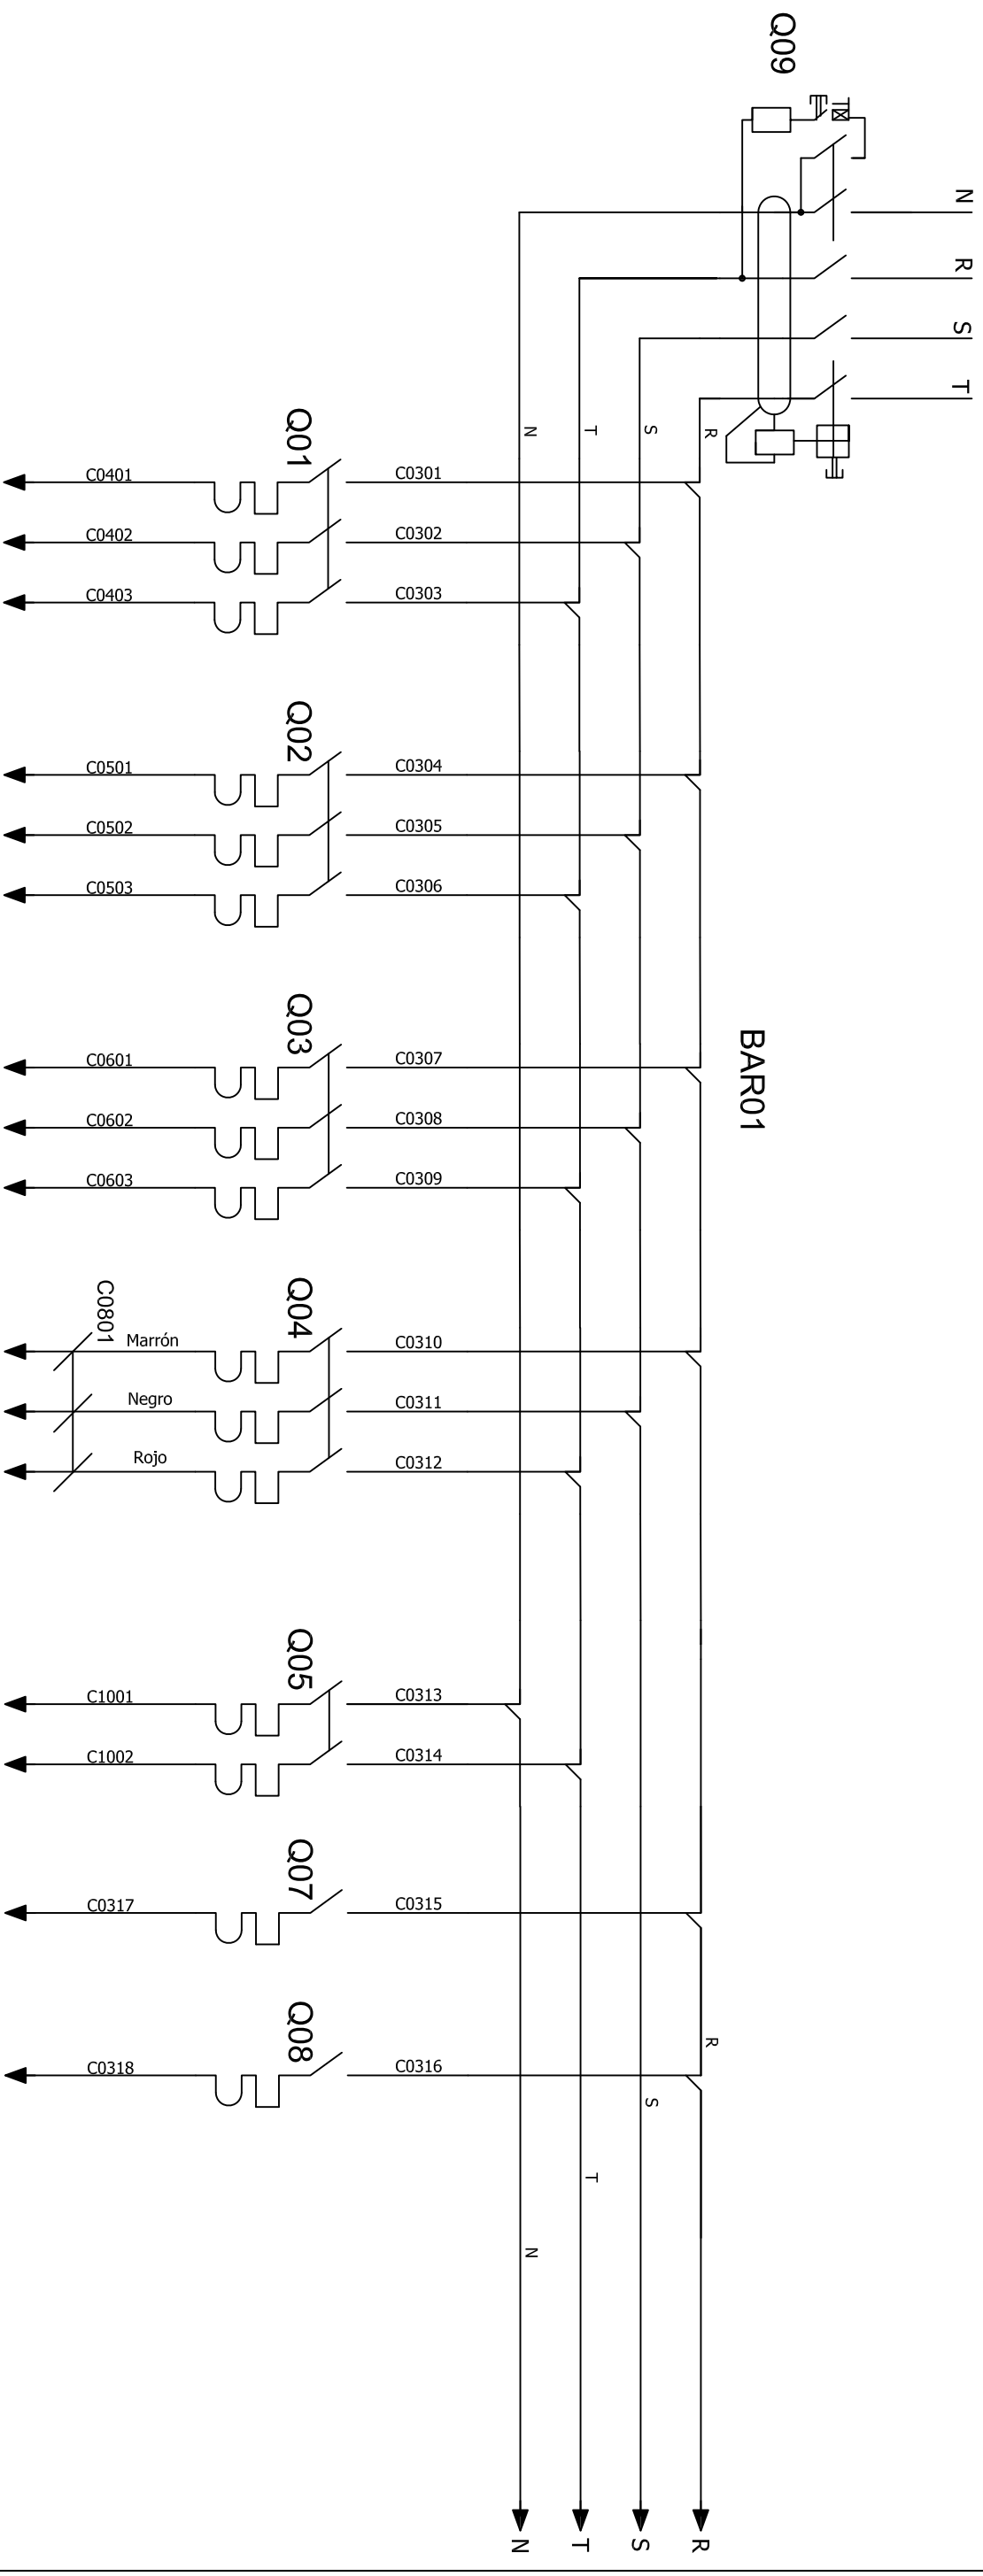 Q09
N
R
S
T
N
T
S
R
Q01
C0401
C0301
C0402
C0302
C0403
C0303
Q02
C0501
C0304
C0502
C0305
C0503
C0306
BAR01
Q03
C0601
C0307
C0602
C0308
C0603
C0309
C0801
Q04
Marrón
C0310
Negro
C0311
Rojo
C0312
Q05
C1001
C0313
C1002
C0314
Q07
C0317
C0315
Q08
C0318
C0316
R
S
T
N
N
T
S
R